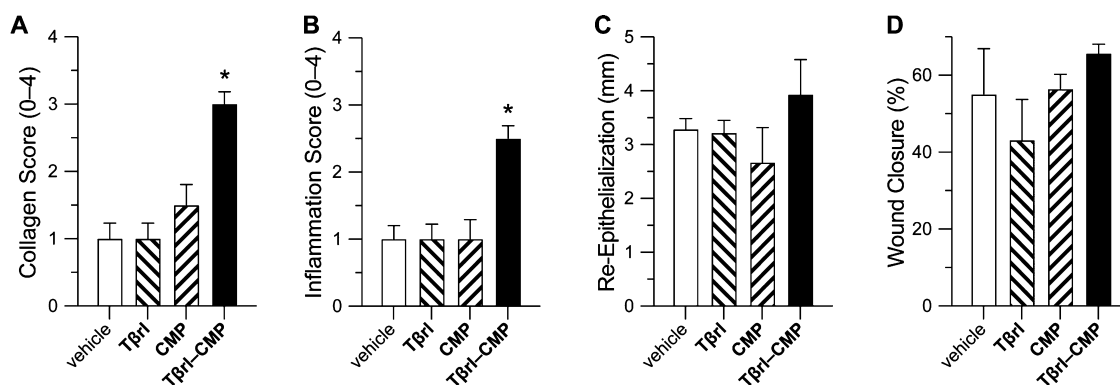 A
Collagen Score (0–4)
4
3
2
1
0
*
vehicle
TβrI
CMP
TβrI–CMP
B
Inflammation Score (0–4)
4
3
2
1
0
*
vehicle
TβrI
CMP
TβrI–CMP
C
Re-Epithelialization (mm)
5
4
3
2
1
0
vehicle
TβrI
CMP
TβrI–CMP
D
Wound Closure (%)
60
40
20
0
vehicle
TβrI
CMP
TβrI–CMP